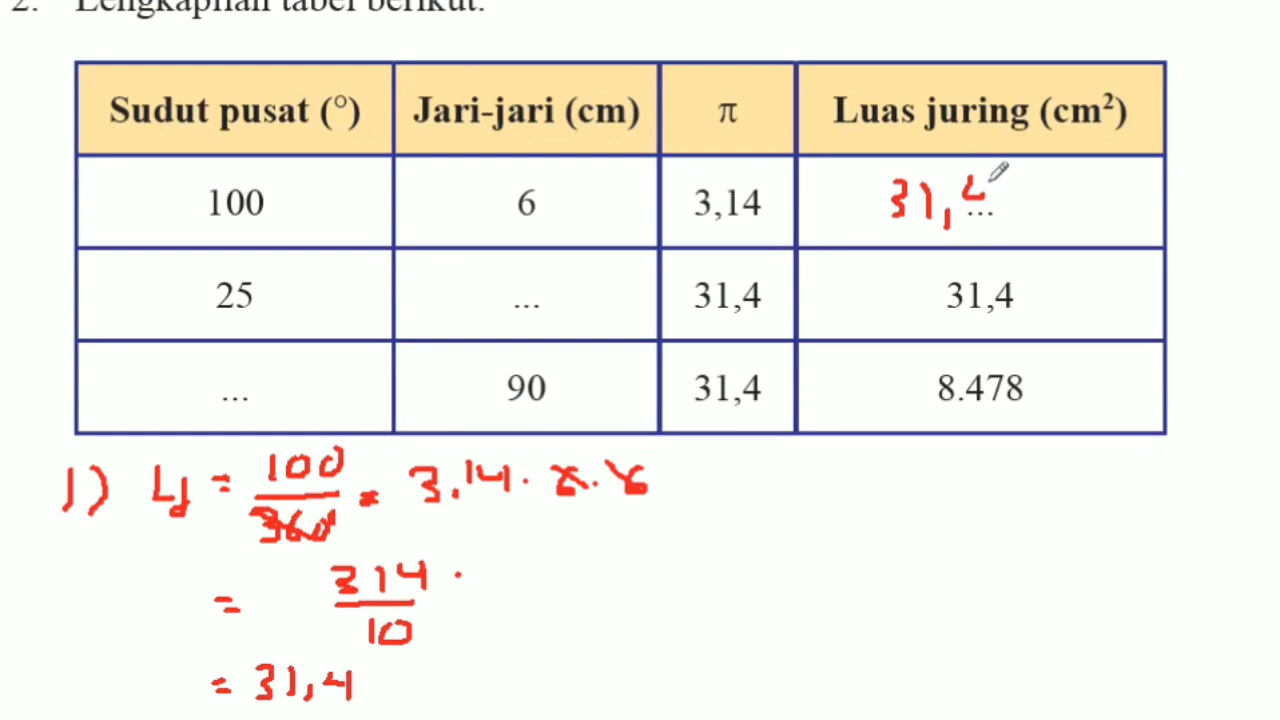 2. Lengkapilah tabel berikut.
Sudut pusat (°) Jari-jari (cm) π Luas juring (cm²)
100 6 3,14 31,4 ...
25 ... 31,4 31,4
... 90 31,4 8.478
1) Lj = 100/360 × 3.14 . 6 . 6
= 314/10 .
= 31,4